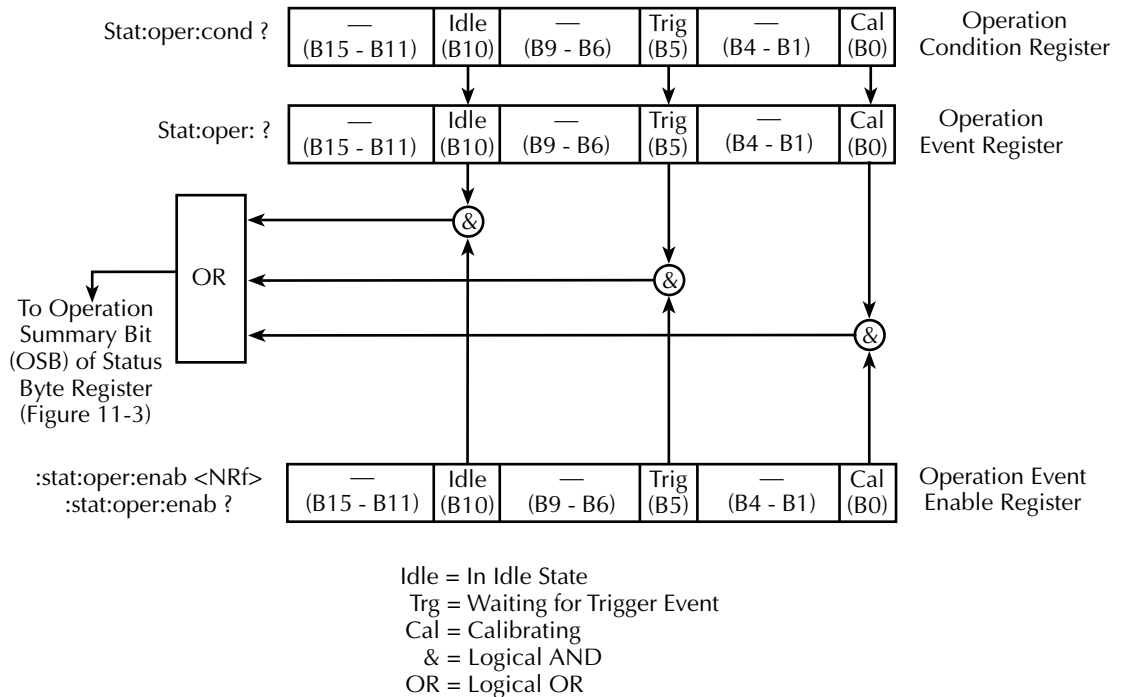 Stat:oper:cond ?
—
(B15 - B11)
Idle
(B10)
—
(B9 - B6)
Trig
(B5)
—
(B4 - B1)
Cal
(B0)
Operation
Condition Register
Stat:oper: ?
—
(B15 - B11)
Idle
(B10)
—
(B9 - B6)
Trig
(B5)
—
(B4 - B1)
Cal
(B0)
Operation
Event Register
&
OR
&
To Operation
Summary Bit
(OSB) of Status
Byte Register
(Figure 11-3)
&
:stat:oper:enab <NRf>
:stat:oper:enab ?
—
(B15 - B11)
Idle
(B10)
—
(B9 - B6)
Trig
(B5)
—
(B4 - B1)
Cal
(B0)
Operation Event
Enable Register
Idle = In Idle State
Trg = Waiting for Trigger Event
Cal = Calibrating
& = Logical AND
OR = Logical OR